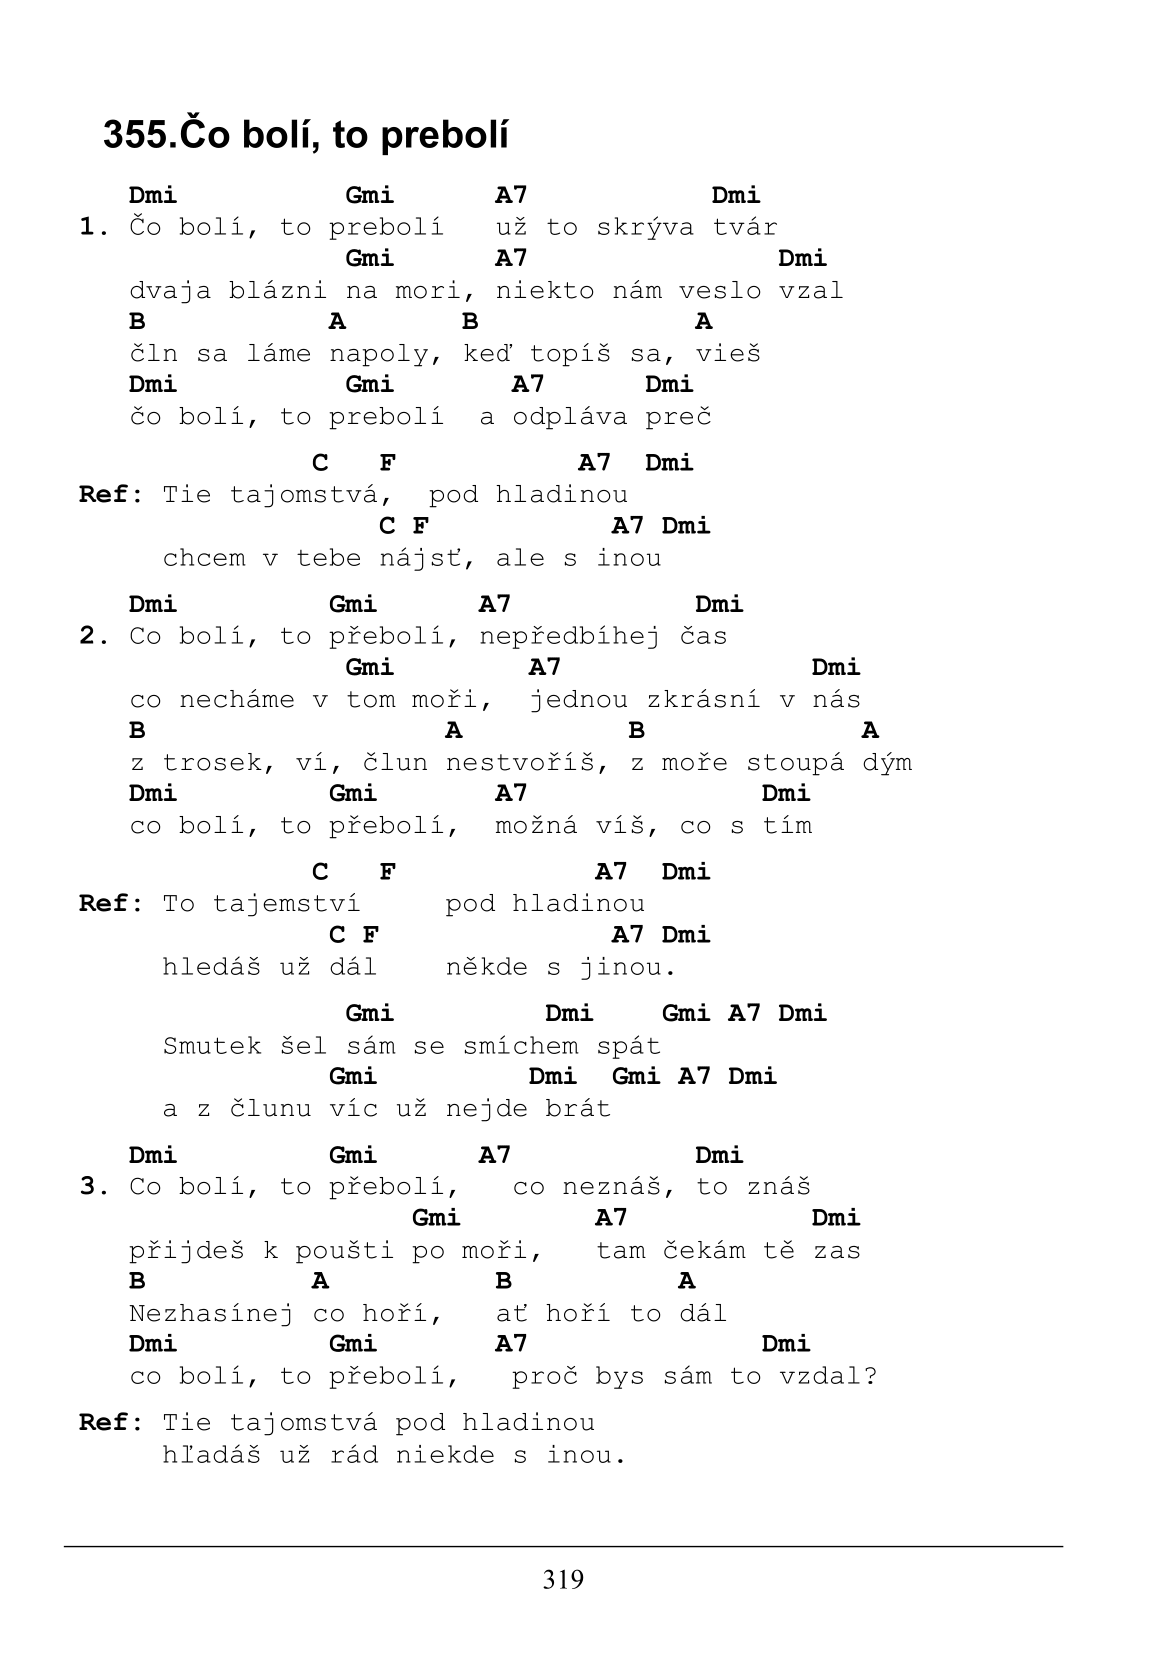 355.Čo bolí, to prebolí
Dmi Gmi A7 Dmi
1. Čo bolí, to prebolí už to skrýva tvár
Gmi A7 Dmi
dvaja blázni na mori, niekto nám veslo vzal
B A B A
čln sa láme napoly, keď topíš sa, vieš
Dmi Gmi A7 Dmi
čo bolí, to prebolí a odpláva preč
C F A7 Dmi
Ref: Tie tajomstvá, pod hladinou
C F A7 Dmi
chcem v tebe nájsť, ale s inou
Dmi Gmi A7 Dmi
2. Co bolí, to přebolí, nepředbíhej čas
Gmi A7 Dmi
co necháme v tom moři, jednou zkrásní v nás
B A B A
z trosek, ví, člun nestvoříš, z moře stoupá dým
Dmi Gmi A7 Dmi
co bolí, to přebolí, možná víš, co s tím
C F A7 Dmi
Ref: To tajemství pod hladinou
C F A7 Dmi
hledáš už dál někde s jinou.
Gmi Dmi Gmi A7 Dmi
Smutek šel sám se smíchem spát
Gmi Dmi Gmi A7 Dmi
a z člunu víc už nejde brát
Dmi Gmi A7 Dmi
3. Co bolí, to přebolí, co neznáš, to znáš
Gmi A7 Dmi
přijdeš k poušti po moři, tam čekám tě zas
B A B A
Nezhasínej co hoří, ať hoří to dál
Dmi Gmi A7 Dmi
co bolí, to přebolí, proč bys sám to vzdal?
Ref: Tie tajomstvá pod hladinou
hľadáš už rád niekde s inou.
319